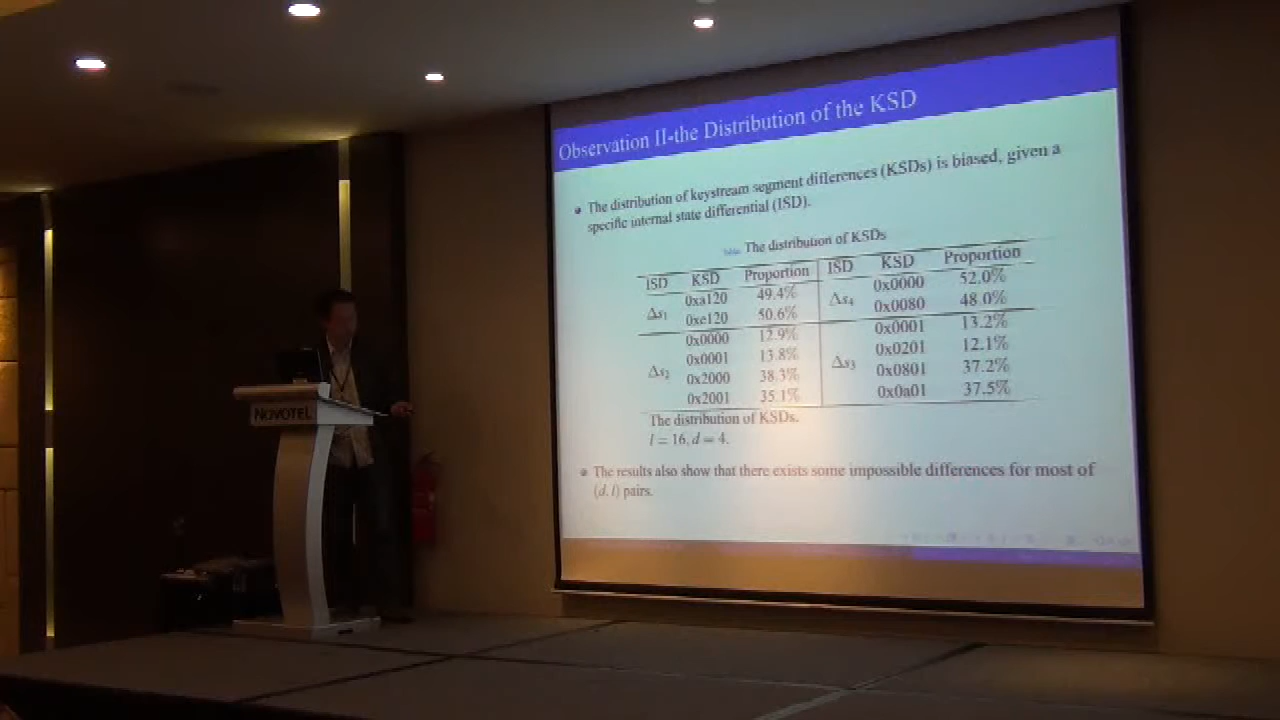 Observation II-the Distribution of the KSD
The distribution of keystream segment differences (KSDs) is biased, given a
specific internal state differential (ISD).
Table: The distribution of KSDs
ISD KSD Proportion ISD KSD Proportion
Δs1 0xa120 49.4% Δs4 0x0000 52.0%
0xe120 50.6% 0x0080 48.0%
Δs2 0x0000 12.9% Δs3 0x0001 13.2%
0x0001 13.8% 0x0201 12.1%
0x2000 38.3% 0x0801 37.2%
0x2001 35.1% 0x0a01 37.5%
The distribution of KSDs.
l = 16, d = 4.
The results also show that there exists some impossible differences for most of
(d, l) pairs.
NOVOTEL